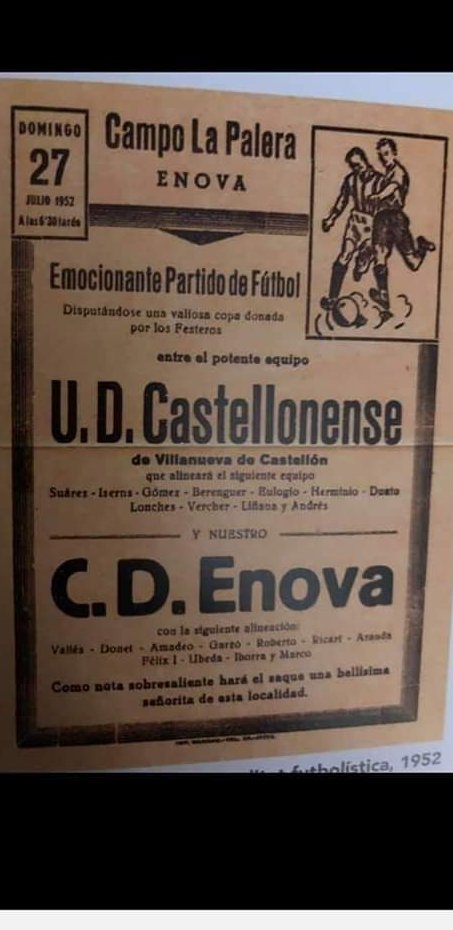 DOMINGO
27
JULIO 1952
A las 6'30 tarde
Campo La Palera
ENOVA
Emocionante Partido de Fútbol
Disputándose una valiosa copa donada
por los Festeros
entre el potente equipo
U.D. Castellonense
de Villanueva de Castellón
que alineará el siguiente equipo
Suárez - Iserns - Gómez - Berenguer - Eulogio - Herminio - Dusto
Lonches - Vercher - Liñana y Andrés
Y NUESTRO
C.D. Enova
con la siguiente alineación:
Vallés - Donet - Amadeo - Garzó - Roberto - Ricart - Aranda
Félix I - Ubeda - Iborra y Marco
Como nota sobresaliente hará el saque una bellísima
señorita de esta localidad.
futbolística, 1952